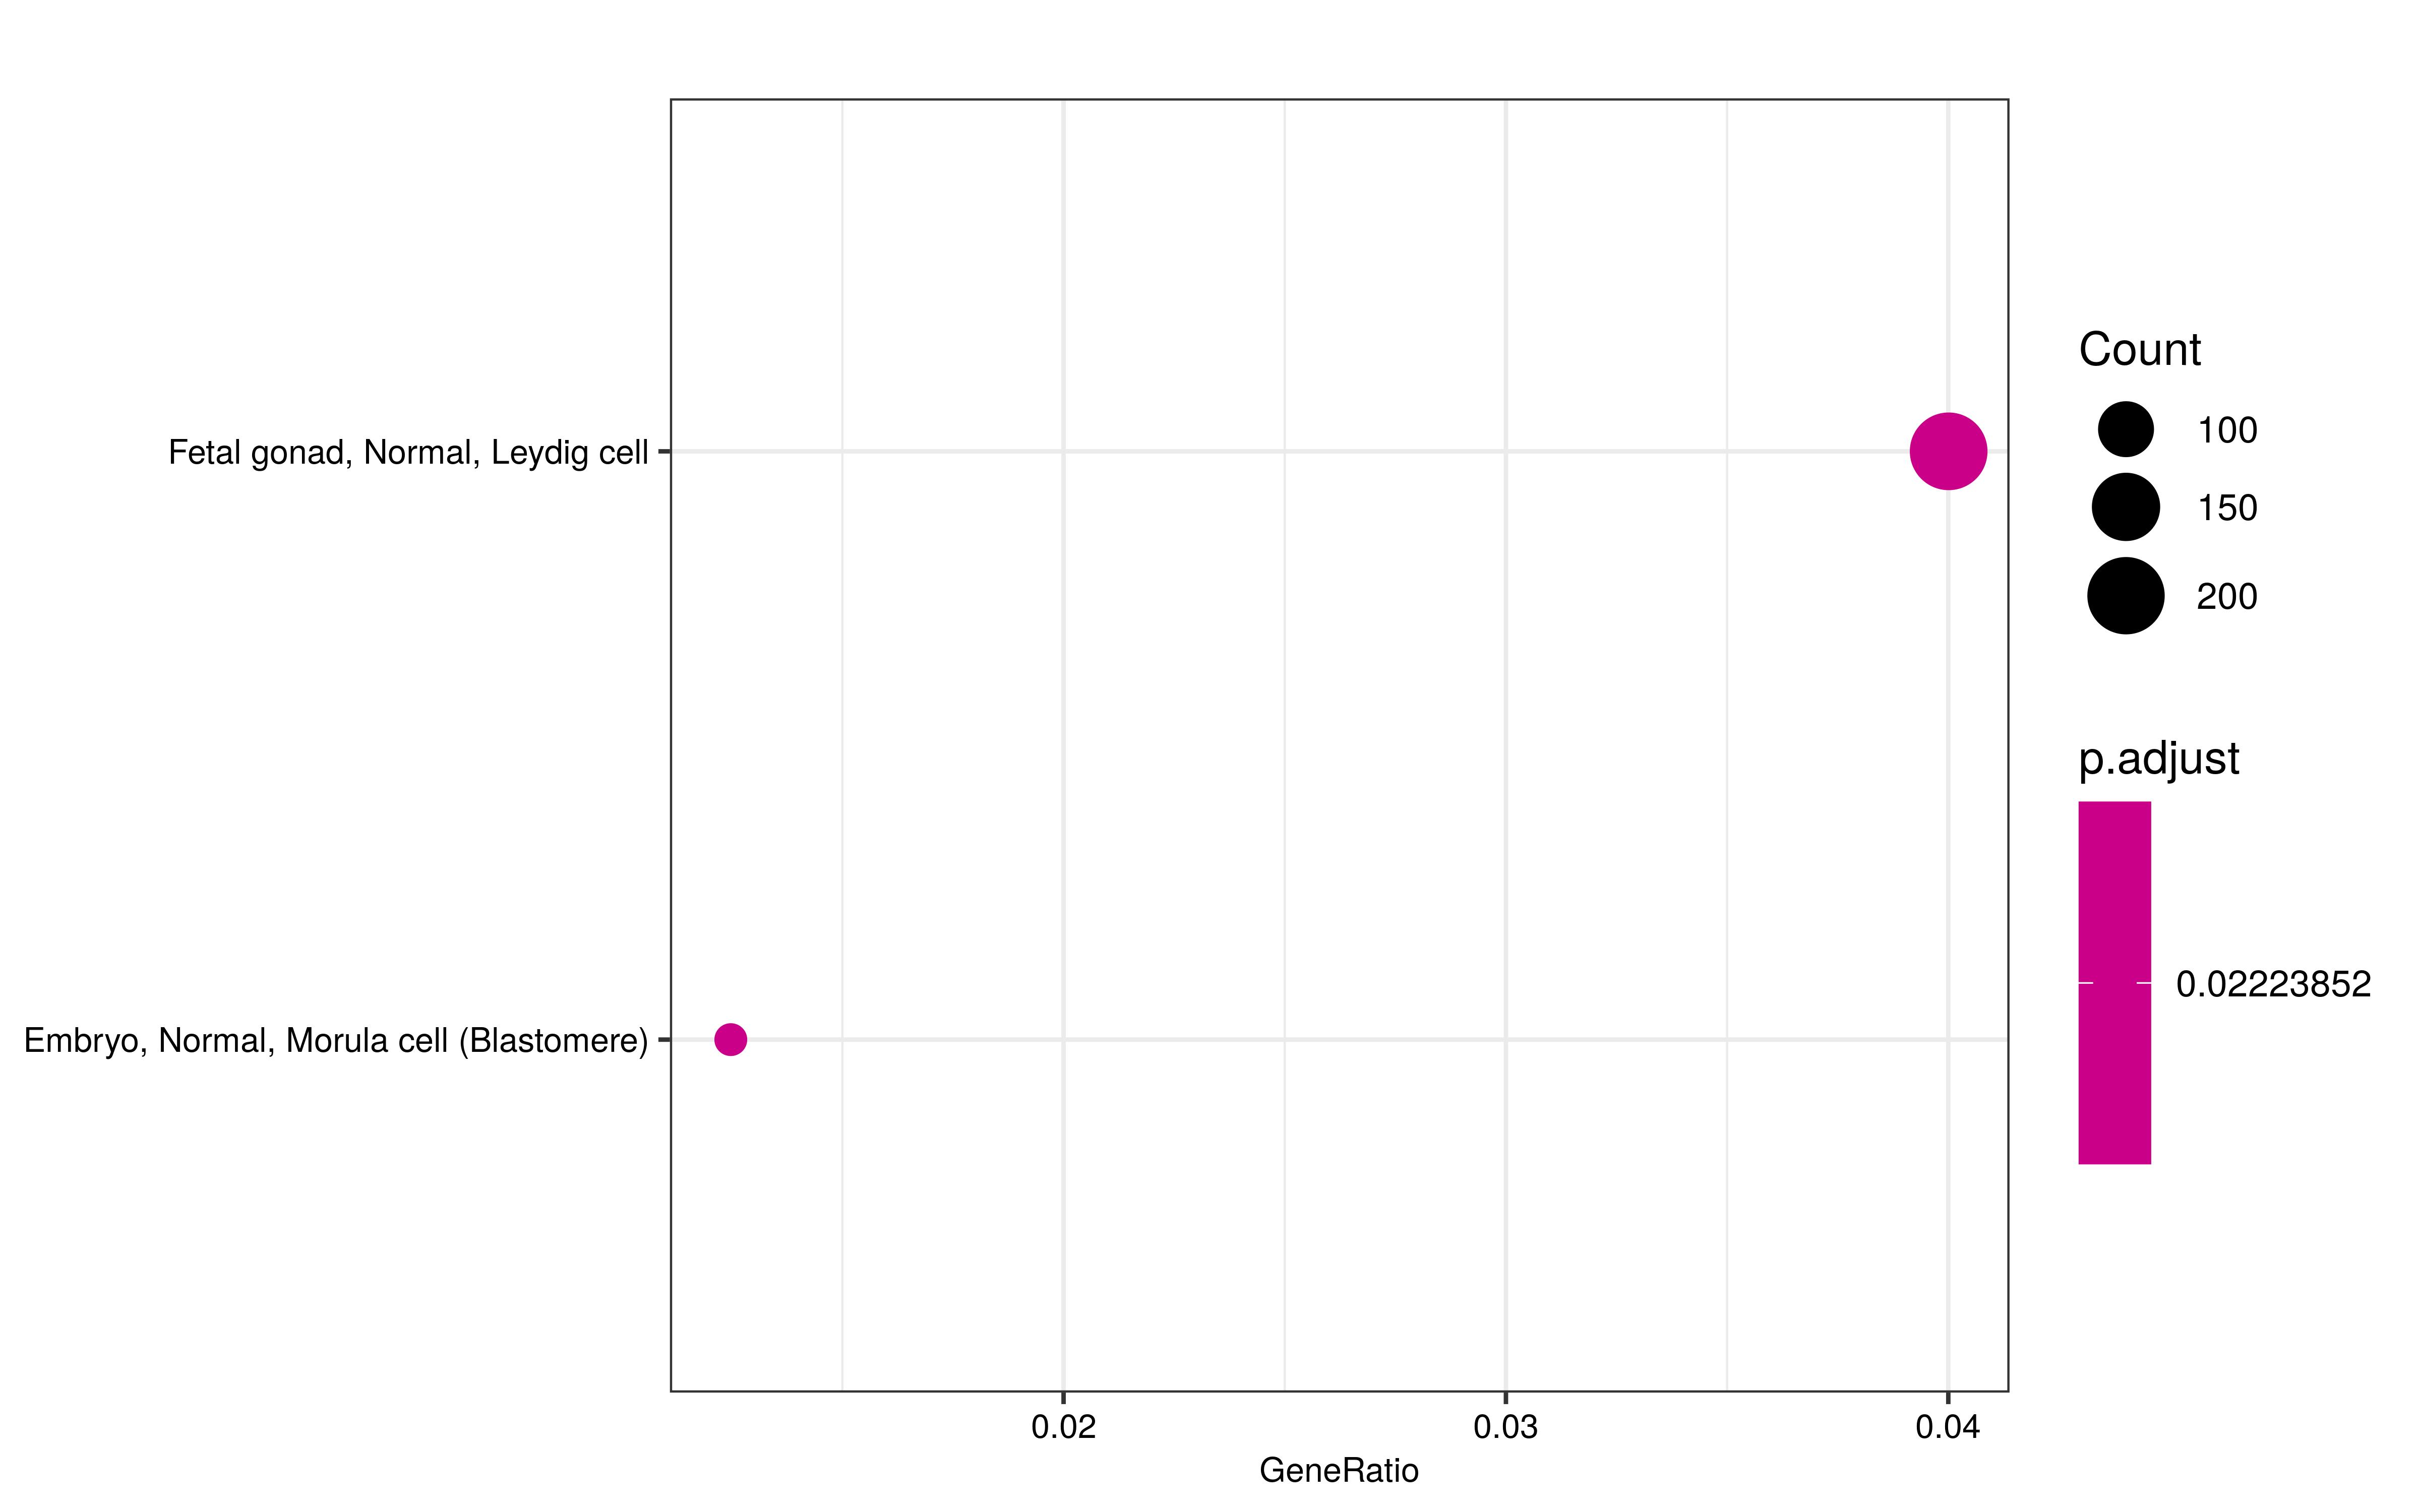 Fetal gonad, Normal, Leydig cell
Embryo, Normal, Morula cell (Blastomere)
0.02
0.03
0.04
GeneRatio
Count
100
150
200
p.adjust
0.02223852